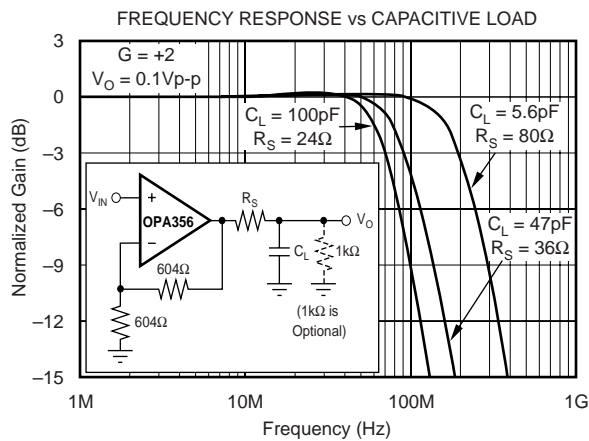 FREQUENCY RESPONSE vs CAPACITIVE LOAD
3
0
–3
–6
–9
–12
–15
Normalized Gain (dB)
G = +2
V_O = 0.1Vp-p
C_L = 100pF
R_S = 24Ω
C_L = 5.6pF
R_S = 80Ω
C_L = 47pF
R_S = 36Ω
V_IN
+
–
OPA356
R_S
V_O
C_L
1kΩ
604Ω
604Ω
(1kΩ is
Optional)
1M
10M
100M
1G
Frequency (Hz)